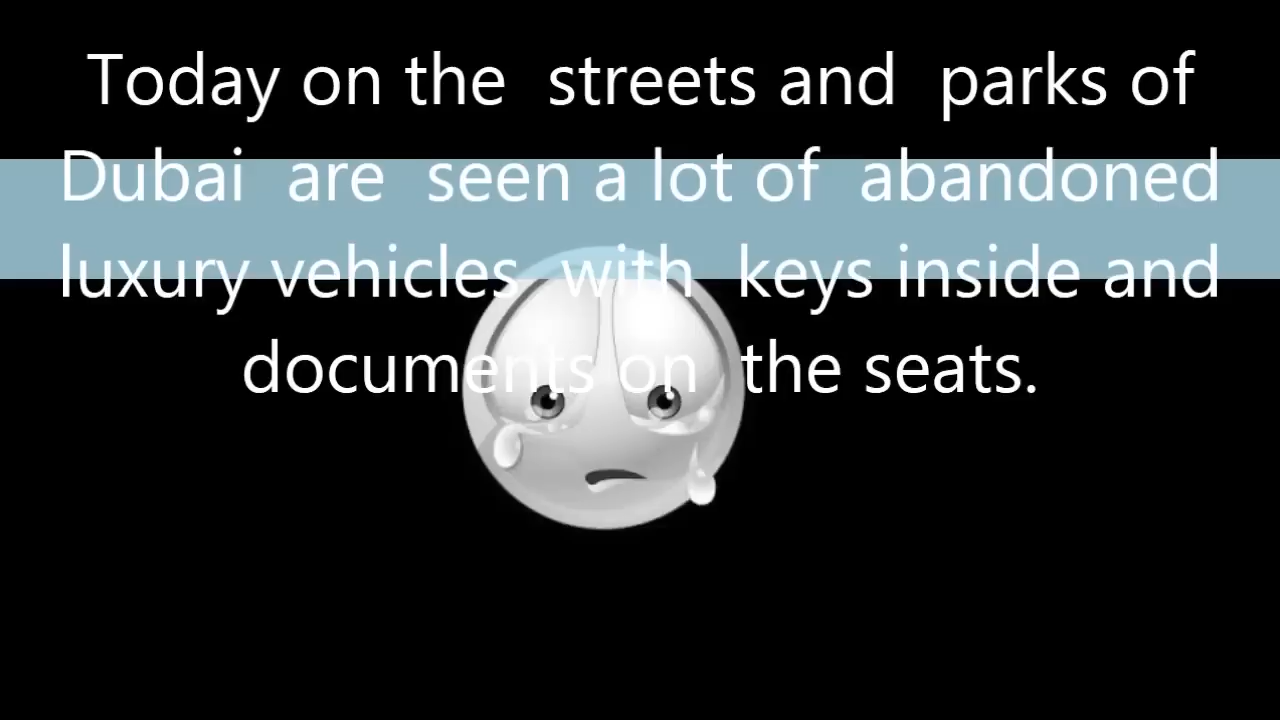 Today on the streets and parks of
Dubai are seen a lot of abandoned
luxury vehicles with keys inside and
documents on the seats.